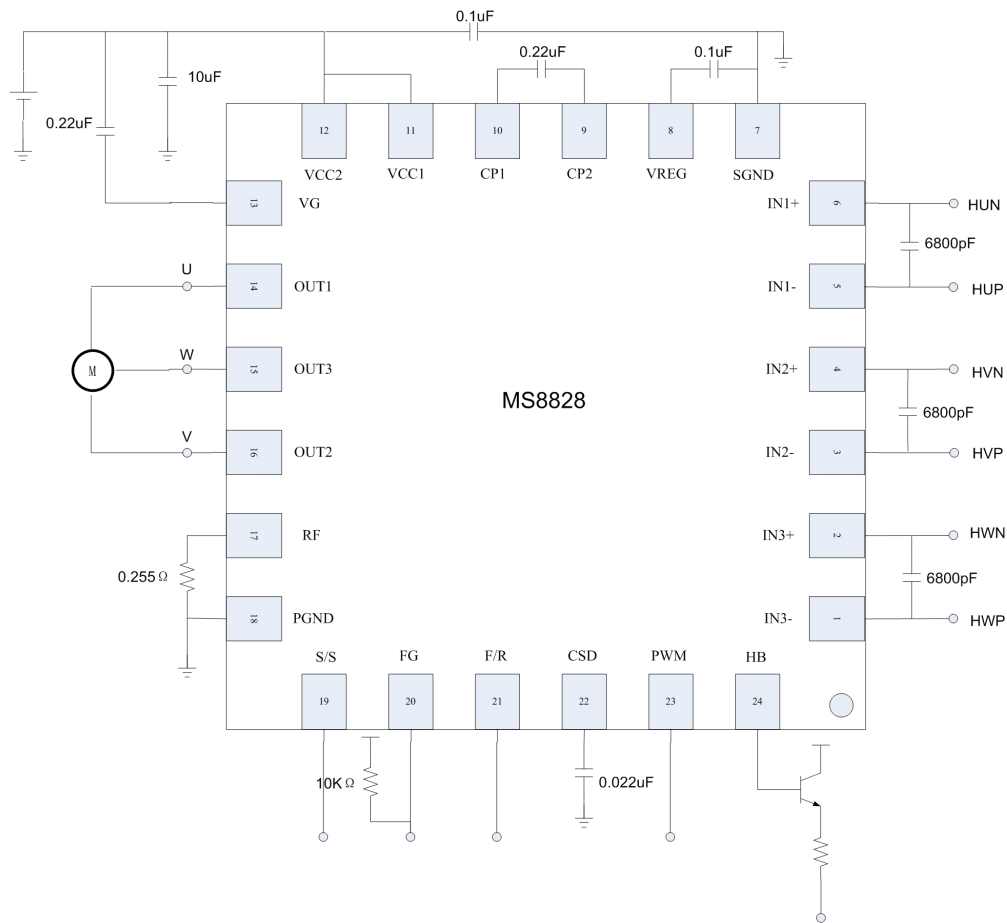 0.1uF
0.22uF
0.1uF
10uF
0.22uF
12
11
10
9
8
7
VCC2
VCC1
CP1
CP2
VREG
SGND
13
VG
IN1+
6
HUN
6800pF
U
14
OUT1
IN1-
5
HUP
W
M
15
OUT3
IN2+
4
HVN
MS8828
6800pF
V
16
OUT2
IN2-
3
HVP
17
RF
IN3+
2
HWN
0.255Ω
6800pF
18
PGND
IN3-
1
HWP
S/S
FG
F/R
CSD
PWM
HB
19
20
21
22
23
24
10KΩ
0.022uF